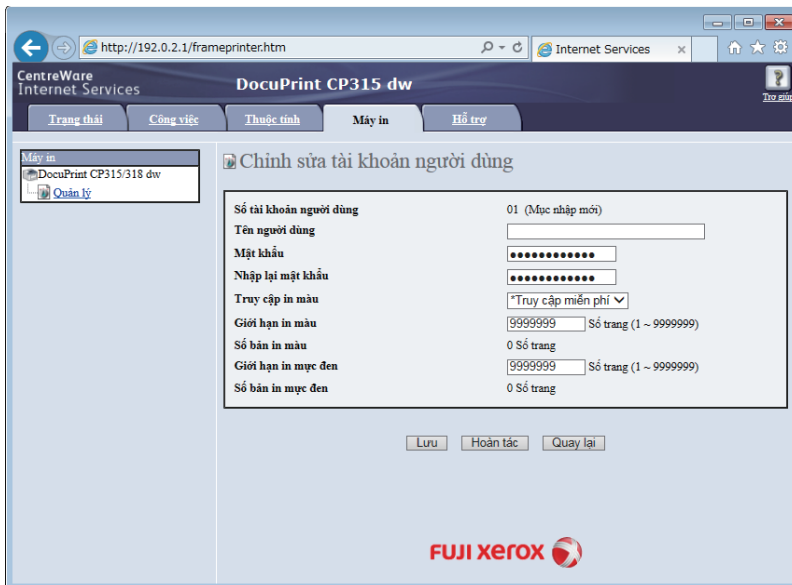 http://192.0.2.1/frameprinter.htm
Internet Services
CentreWare
Internet Services
DocuPrint CP315 dw
Trợ giúp
Trạng thái
Công việc
Thuộc tính
Máy in
Hỗ trợ
Máy in
DocuPrint CP315/318 dw
Quản lý
Chỉnh sửa tài khoản người dùng
Số tài khoản người dùng 01 (Mục nhập mới)
Tên người dùng
Mật khẩu ●●●●●●●●●●●●
Nhập lại mật khẩu ●●●●●●●●●●●●
Truy cập in màu *Truy cập miễn phí
Giới hạn in màu 9999999 Số trang (1 ~ 9999999)
Số bản in màu 0 Số trang
Giới hạn in mực đen 9999999 Số trang (1 ~ 9999999)
Số bản in mực đen 0 Số trang
Lưu Hoàn tác Quay lại
FUJI xerox